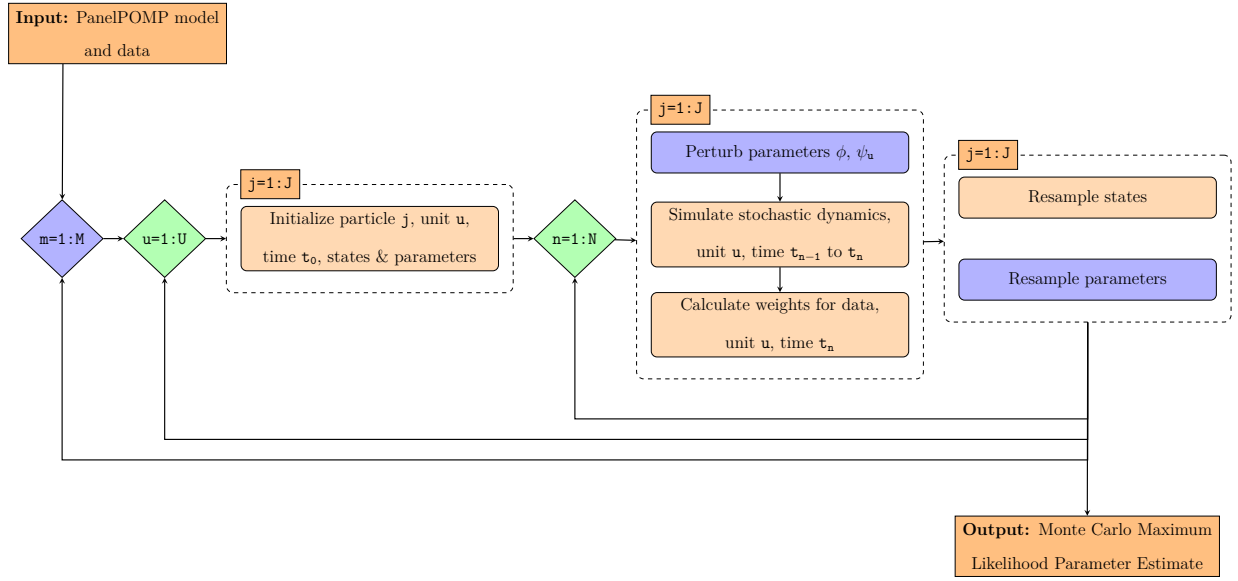 Input: PanelPOMP model
and data
m=1:M
u=1:U
j=1:J
Initialize particle j, unit u,
time t₀, states & parameters
n=1:N
j=1:J
Perturb parameters ϕ, ψᵤ
Simulate stochastic dynamics,
unit u, time tₙ₋₁ to tₙ
Calculate weights for data,
unit u, time tₙ
j=1:J
Resample states
Resample parameters
Output: Monte Carlo Maximum
Likelihood Parameter Estimate